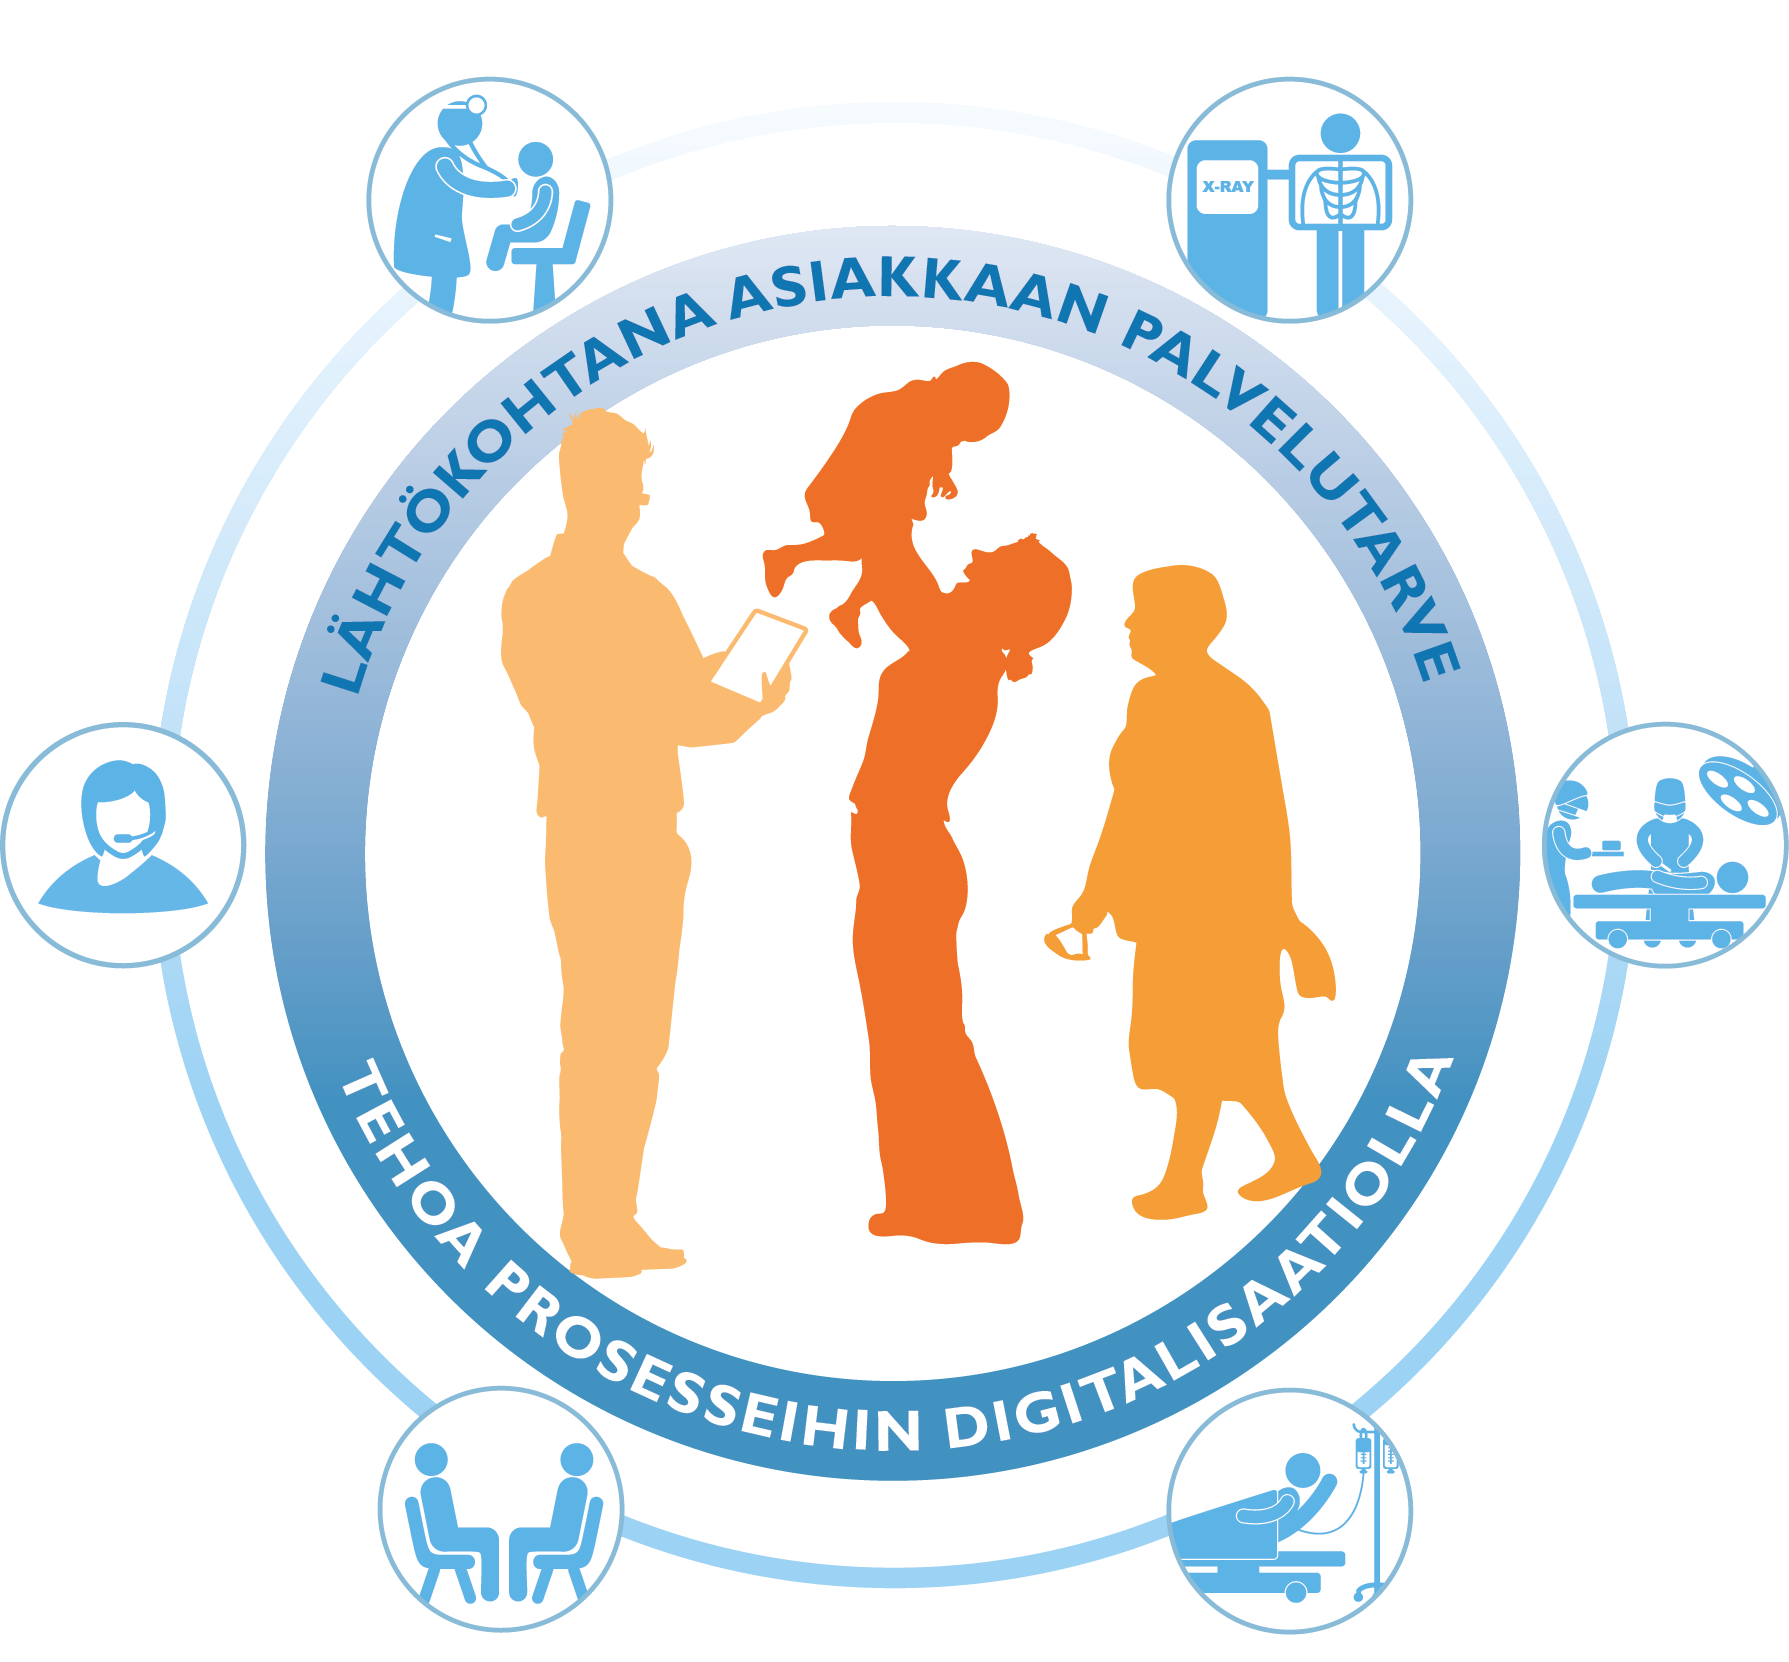 X-RAY
LÄHTÖKOHTANA ASIAKKAAN PALVELUTARVE
TEHOA PROSESSEIHIN DIGITALISAATIOLLA